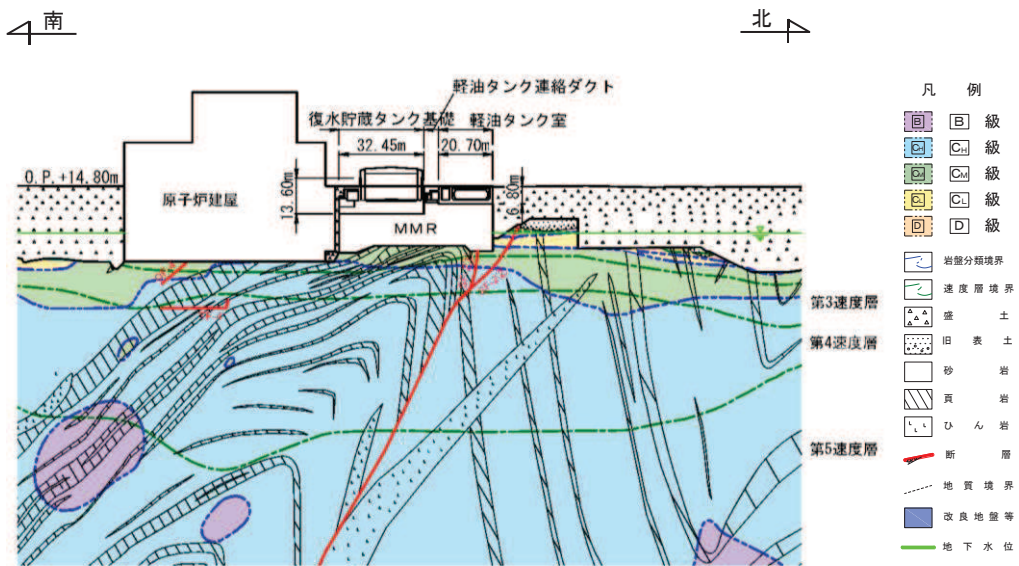 南
北
軽油タンク連絡ダクト
復水貯蔵タンク基礎 軽油タンク室
32.45m
20.70m
O.P.+14.80m
13.60m
6.80m
原子炉建屋
MMR
第3速度層
第4速度層
第5速度層
凡 例
B B 級
CH CH 級
CM CM 級
CL CL 級
D D 級
岩盤分類境界
速度層境界
盛 土
旧表土
砂 岩
頁 岩
ひん岩
断 層
地質境界
改良地盤等
地下水位